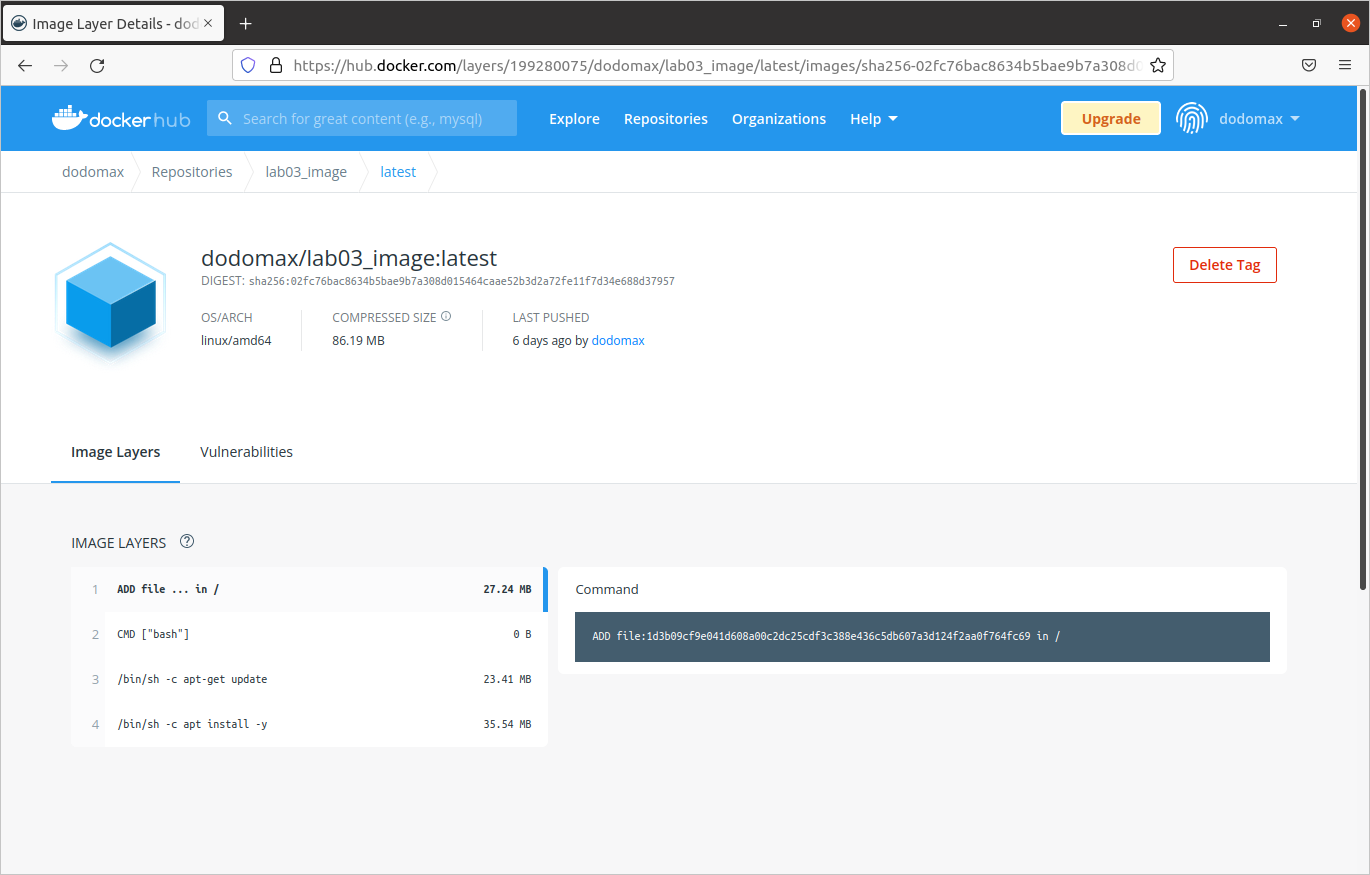 Image Layer Details - dod
https://hub.docker.com/layers/199280075/dodomax/lab03_image/latest/images/sha256-02fc76bac8634b5bae9b7a308d0
docker hub
Search for great content (e.g., mysql)
Explore
Repositories
Organizations
Help
Upgrade
dodomax
dodomax
Repositories
lab03_image
latest
dodomax/lab03_image:latest
DIGEST: sha256:02fc76bac8634b5bae9b7a308d015464caae52b3d2a72fe11f7d34e688d37957
Delete Tag
OS/ARCH
linux/amd64
COMPRESSED SIZE
86.19 MB
LAST PUSHED
6 days ago by dodomax
Image Layers
Vulnerabilities
IMAGE LAYERS
1 ADD file ... in / 27.24 MB
2 CMD ["bash"] 0 B
3 /bin/sh -c apt-get update 23.41 MB
4 /bin/sh -c apt install -y 35.54 MB
Command
ADD file:1d3b09cf9e041d608a00c2dc25cdf3c388e436c5db607a3d124f2aa0f764fc69 in /